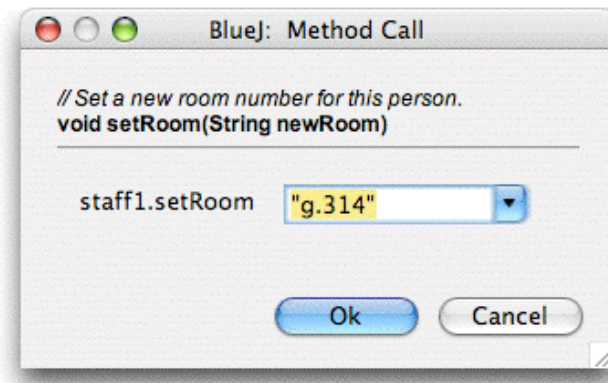 BlueJ: Method Call
// Set a new room number for this person.
void setRoom(String newRoom)
staff1.setRoom "g.314"
Ok Cancel